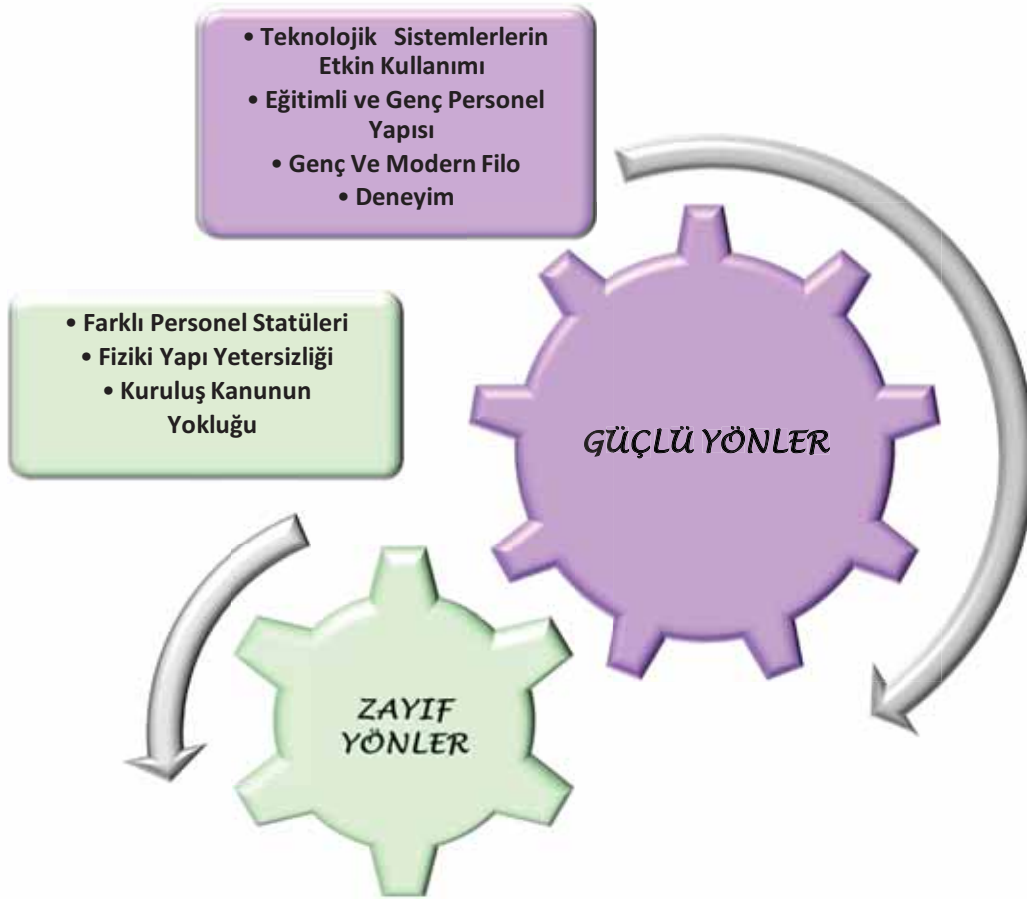 • Teknolojik Sistemlerlerin
Etkin Kullanımı
• Eğitimli ve Genç Personel
Yapısı
• Genç Ve Modern Filo
• Deneyim
• Farklı Personel Statüleri
• Fiziki Yapı Yetersizliği
• Kuruluş Kanunun
Yokluğu
GÜÇLÜ YÖNLER
ZAYIF
YÖNLER